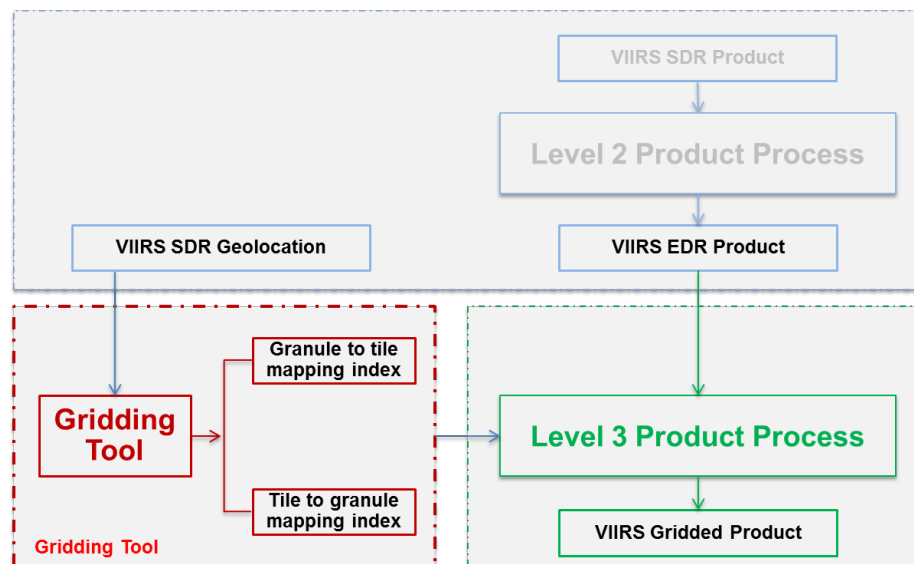 VIIRS SDR Product
Level 2 Product Process
VIIRS SDR Geolocation
VIIRS EDR Product
Granule to tile
mapping index
Gridding
Tool
Level 3 Product Process
Tile to granule
mapping index
VIIRS Gridded Product
Gridding Tool